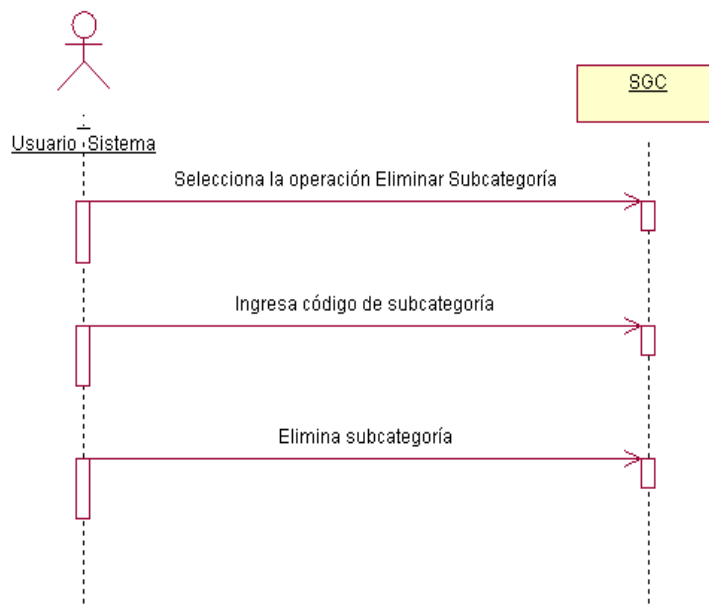 SGC
: Usuario Sistema
Selecciona la operación Eliminar Subcategoría
Ingresa código de subcategoría
Elimina subcategoría